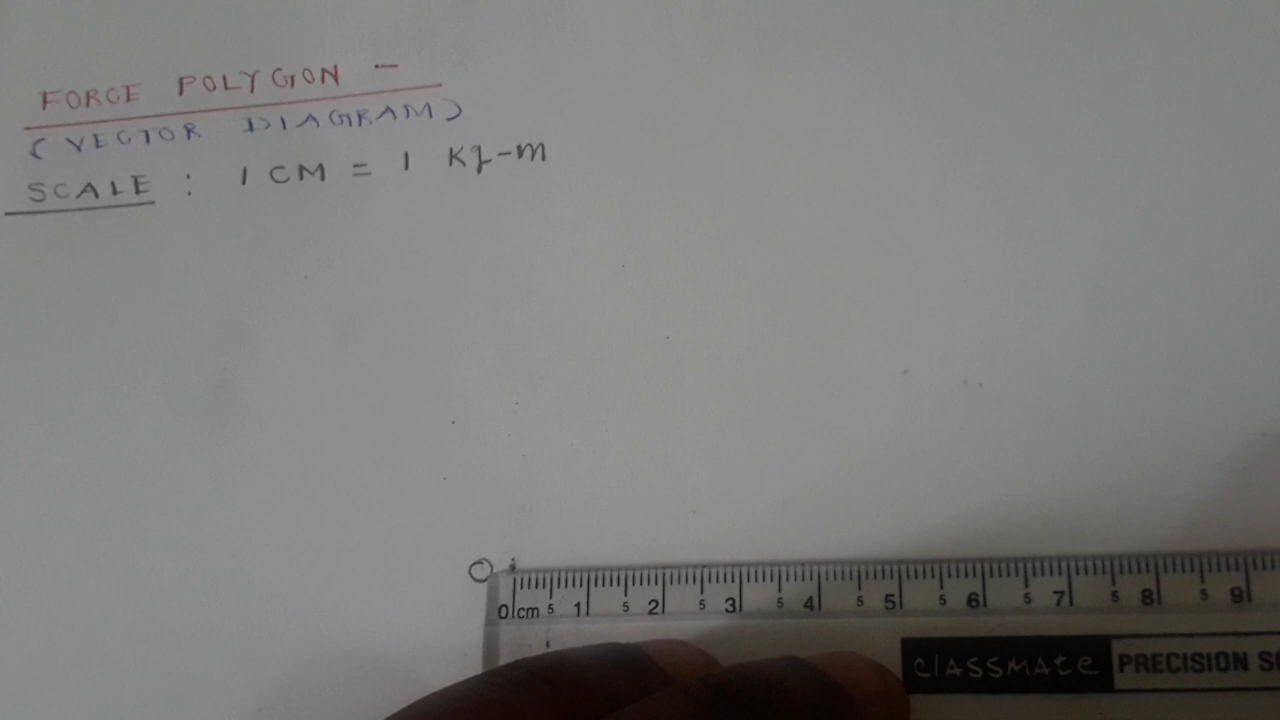 FORCE POLYGON -
(VECTOR DIAGRAM)
SCALE : 1 CM = 1 Kg-m
O
0 cm 5 1 5 2 5 3 5 4 5 5 5 6 5 7 5 8 5 9
CLASSMATE PRECISION S